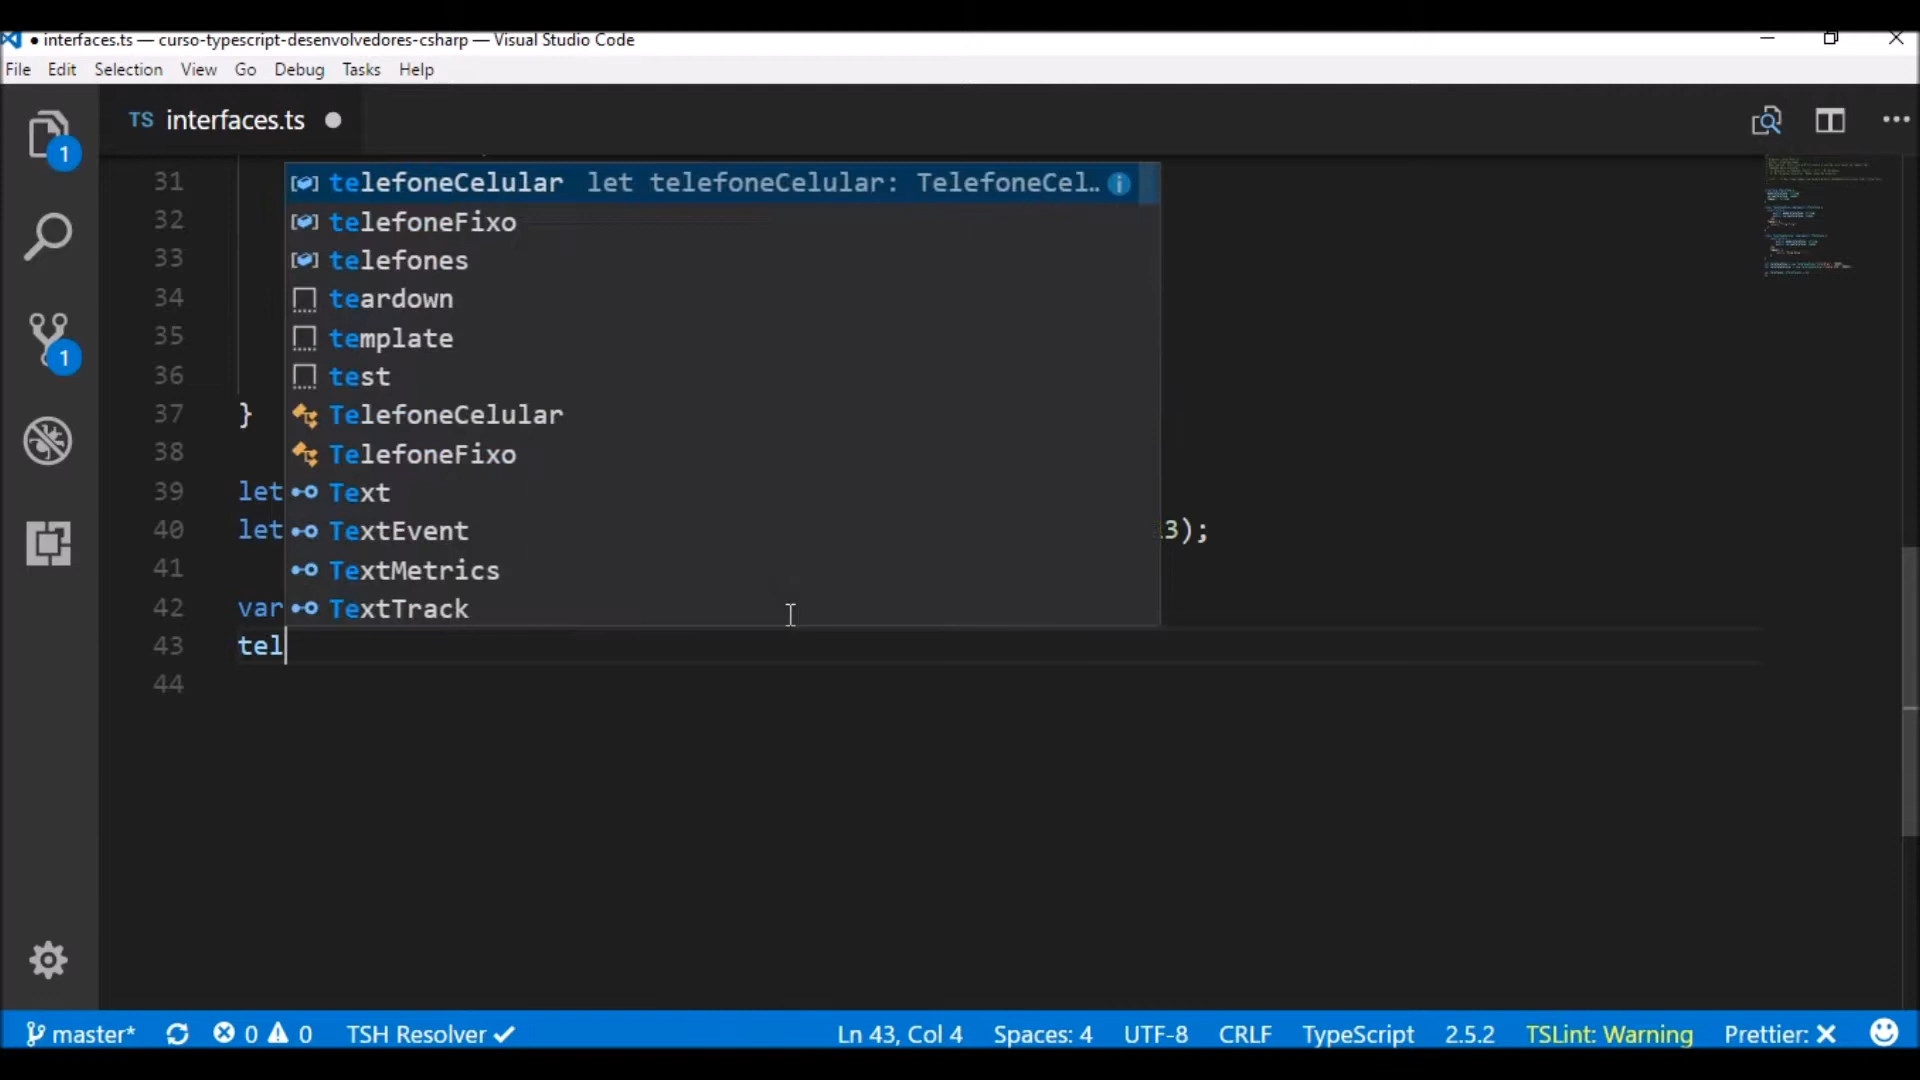 ● interfaces.ts — curso-typescript-desenvolvedores-csharp — Visual Studio Code
File Edit Selection View Go Debug Tasks Help
TS interfaces.ts
1
1
31
telefoneCelular let telefoneCelular: TelefoneCel…
32
telefoneFixo
33
telefones
34
teardown
35
template
36
test
37 }
TelefoneCelular
38
TelefoneFixo
39 let
Text
40 let
TextEvent
3);
41
TextMetrics
42 var
TextTrack
43 tel
44
master* 0 0 TSH Resolver Ln 43, Col 4 Spaces: 4 UTF-8 CRLF TypeScript 2.5.2 TSLint: Warning Prettier: ✕